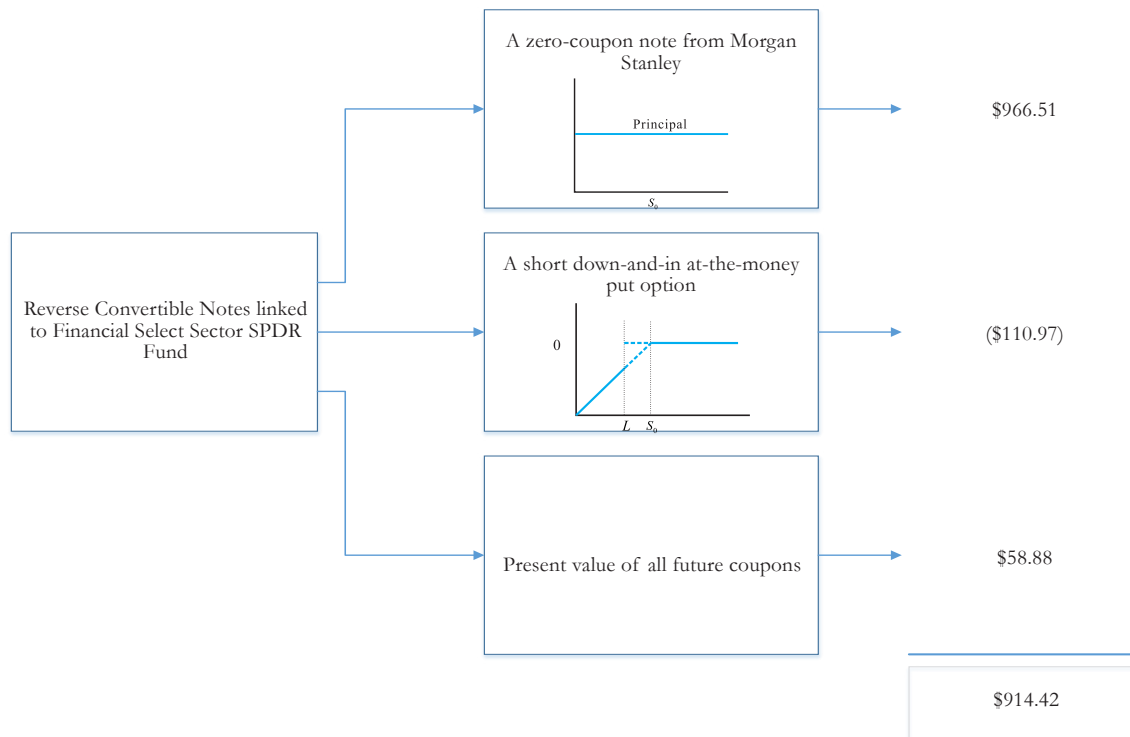 Reverse Convertible Notes linked
to Financial Select Sector SPDR
Fund
A zero-coupon note from Morgan
Stanley
Principal
S₀
$966.51
A short down-and-in at-the-money
put option
0
L
S₀
($110.97)
Present value of all future coupons
$58.88
$914.42